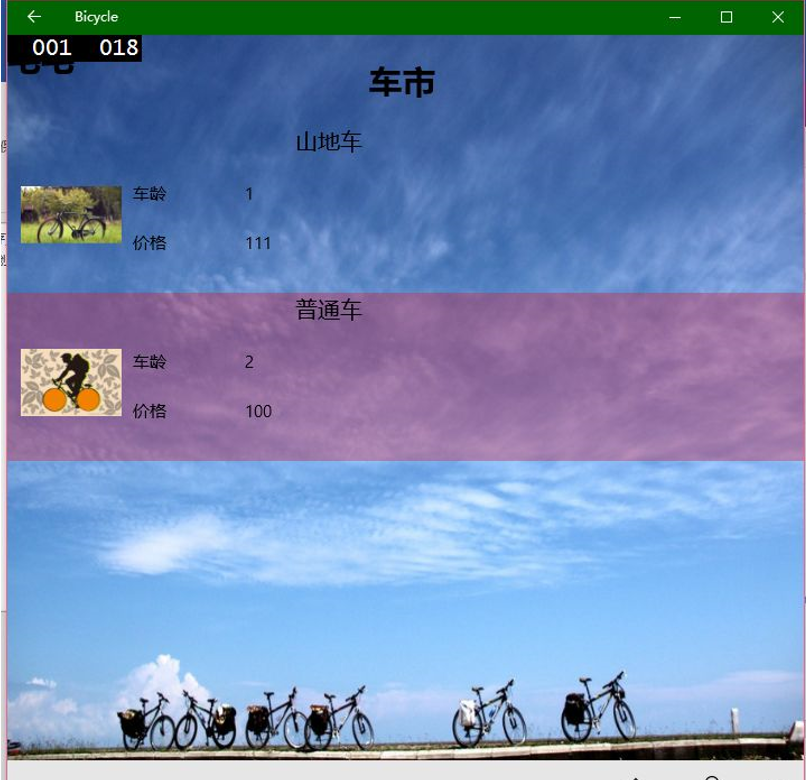 Bicycle
001 018
车市
山地车
车龄 1
价格 111
普通车
车龄 2
价格 100